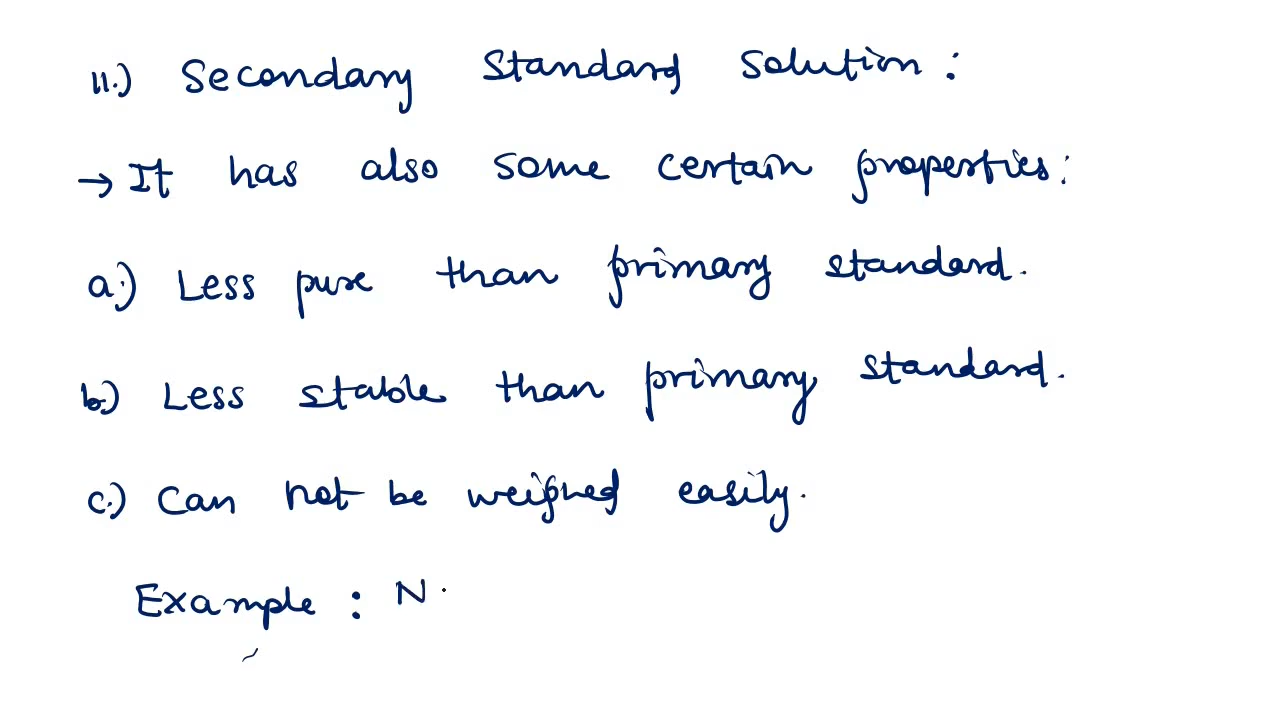 11.) Secondary Standard Solution :
→ It has also some certain properties:
a.) Less pure than primary standard.
b.) Less stable than primary standard.
c.) Can not be weighed easily.
Example : N